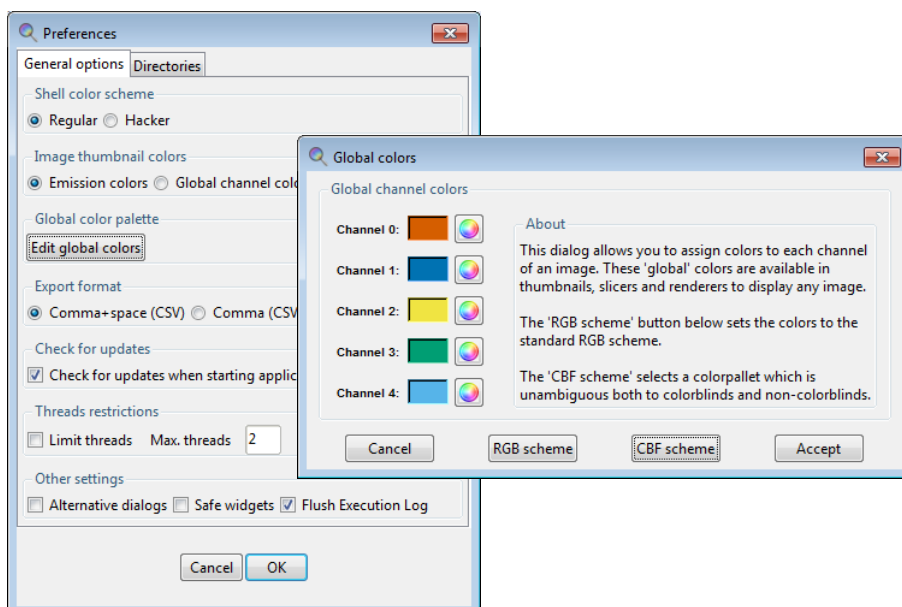 Preferences
General options Directories
Shell color scheme
Regular Hacker
Image thumbnail colors
Emission colors Global channel colo
Global color palette
Edit global colors
Export format
Comma+space (CSV) Comma (CSV
Check for updates
Check for updates when starting applic
Threads restrictions
Limit threads Max. threads 2
Other settings
Alternative dialogs Safe widgets Flush Execution Log
Cancel OK
Global colors
Global channel colors
Channel 0:
Channel 1:
Channel 2:
Channel 3:
Channel 4:
About
This dialog allows you to assign colors to each channel
of an image. These 'global' colors are available in
thumbnails, slicers and renderers to display any image.
The 'RGB scheme' button below sets the colors to the
standard RGB scheme.
The 'CBF scheme' selects a colorpallet which is
unambiguous both to colorblinds and non-colorblinds.
Cancel RGB scheme CBF scheme Accept